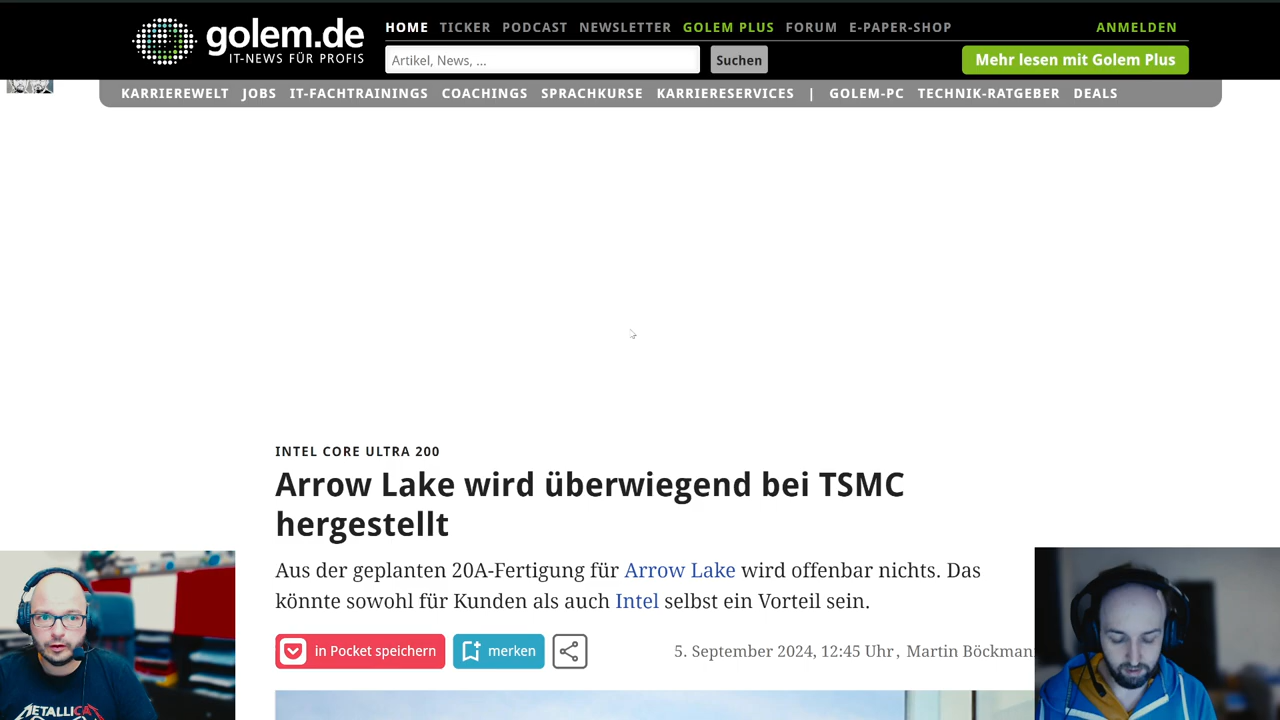 golem.de
IT-NEWS FÜR PROFIS
HOME TICKER PODCAST NEWSLETTER GOLEM PLUS FORUM E-PAPER-SHOP ANMELDEN
Artikel, News, ... Suchen Mehr lesen mit Golem Plus
KARRIEREWELT JOBS IT-FACHTRAININGS COACHINGS SPRACHKURSE KARRIERESERVICES | GOLEM-PC TECHNIK-RATGEBER DEALS
INTEL CORE ULTRA 200
Arrow Lake wird überwiegend bei TSMC
hergestellt
Aus der geplanten 20A-Fertigung für Arrow Lake wird offenbar nichts. Das
könnte sowohl für Kunden als auch Intel selbst ein Vorteil sein.
in Pocket speichern merken 5. September 2024, 12:45 Uhr, Martin Böckman
METALLICA